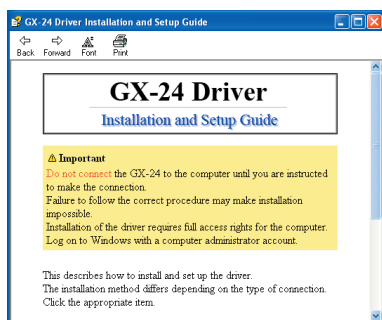 GX-24 Driver Installation and Setup Guide
Back Forward Font Print
GX-24 Driver
Installation and Setup Guide
Important
Do not connect the GX-24 to the computer until you are instructed
to make the connection.
Failure to follow the correct procedure may make installation
impossible.
Installation of the driver requires full access rights for the computer.
Log on to Windows with a computer administrator account.
This describes how to install and set up the driver.
The installation method differs depending on the type of connection.
Click the appropriate item.